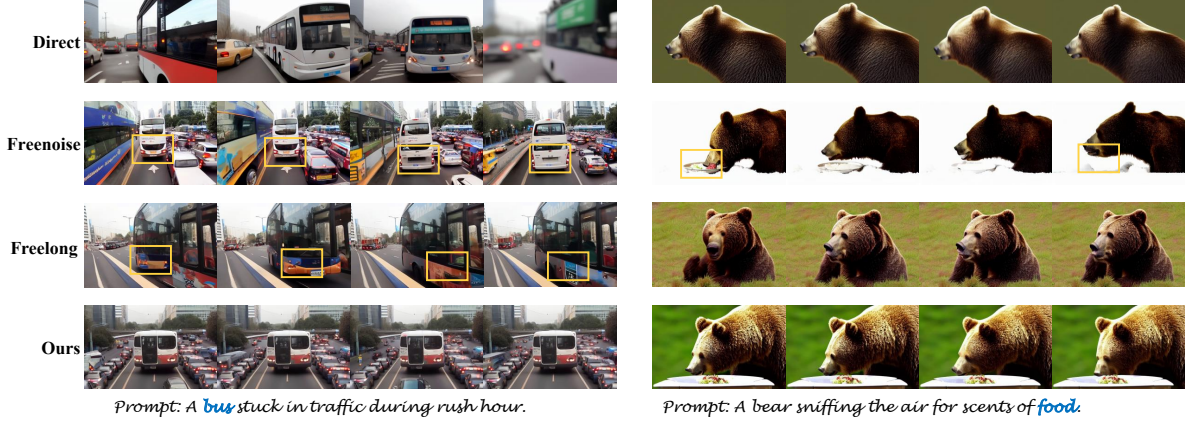 Direct
Freenoise
Freelong
Ours
Prompt: A bus stuck in traffic during rush hour.
Prompt: A bear sniffing the air for scents of food.